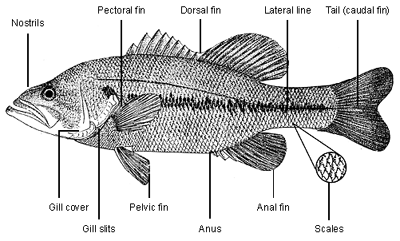 Pectoral fin
Dorsal fin
Lateral line
Tail (caudal fin)
Nostrils
Gill cover
Pelvic fin
Anal fin
Gill slits
Anus
Scales